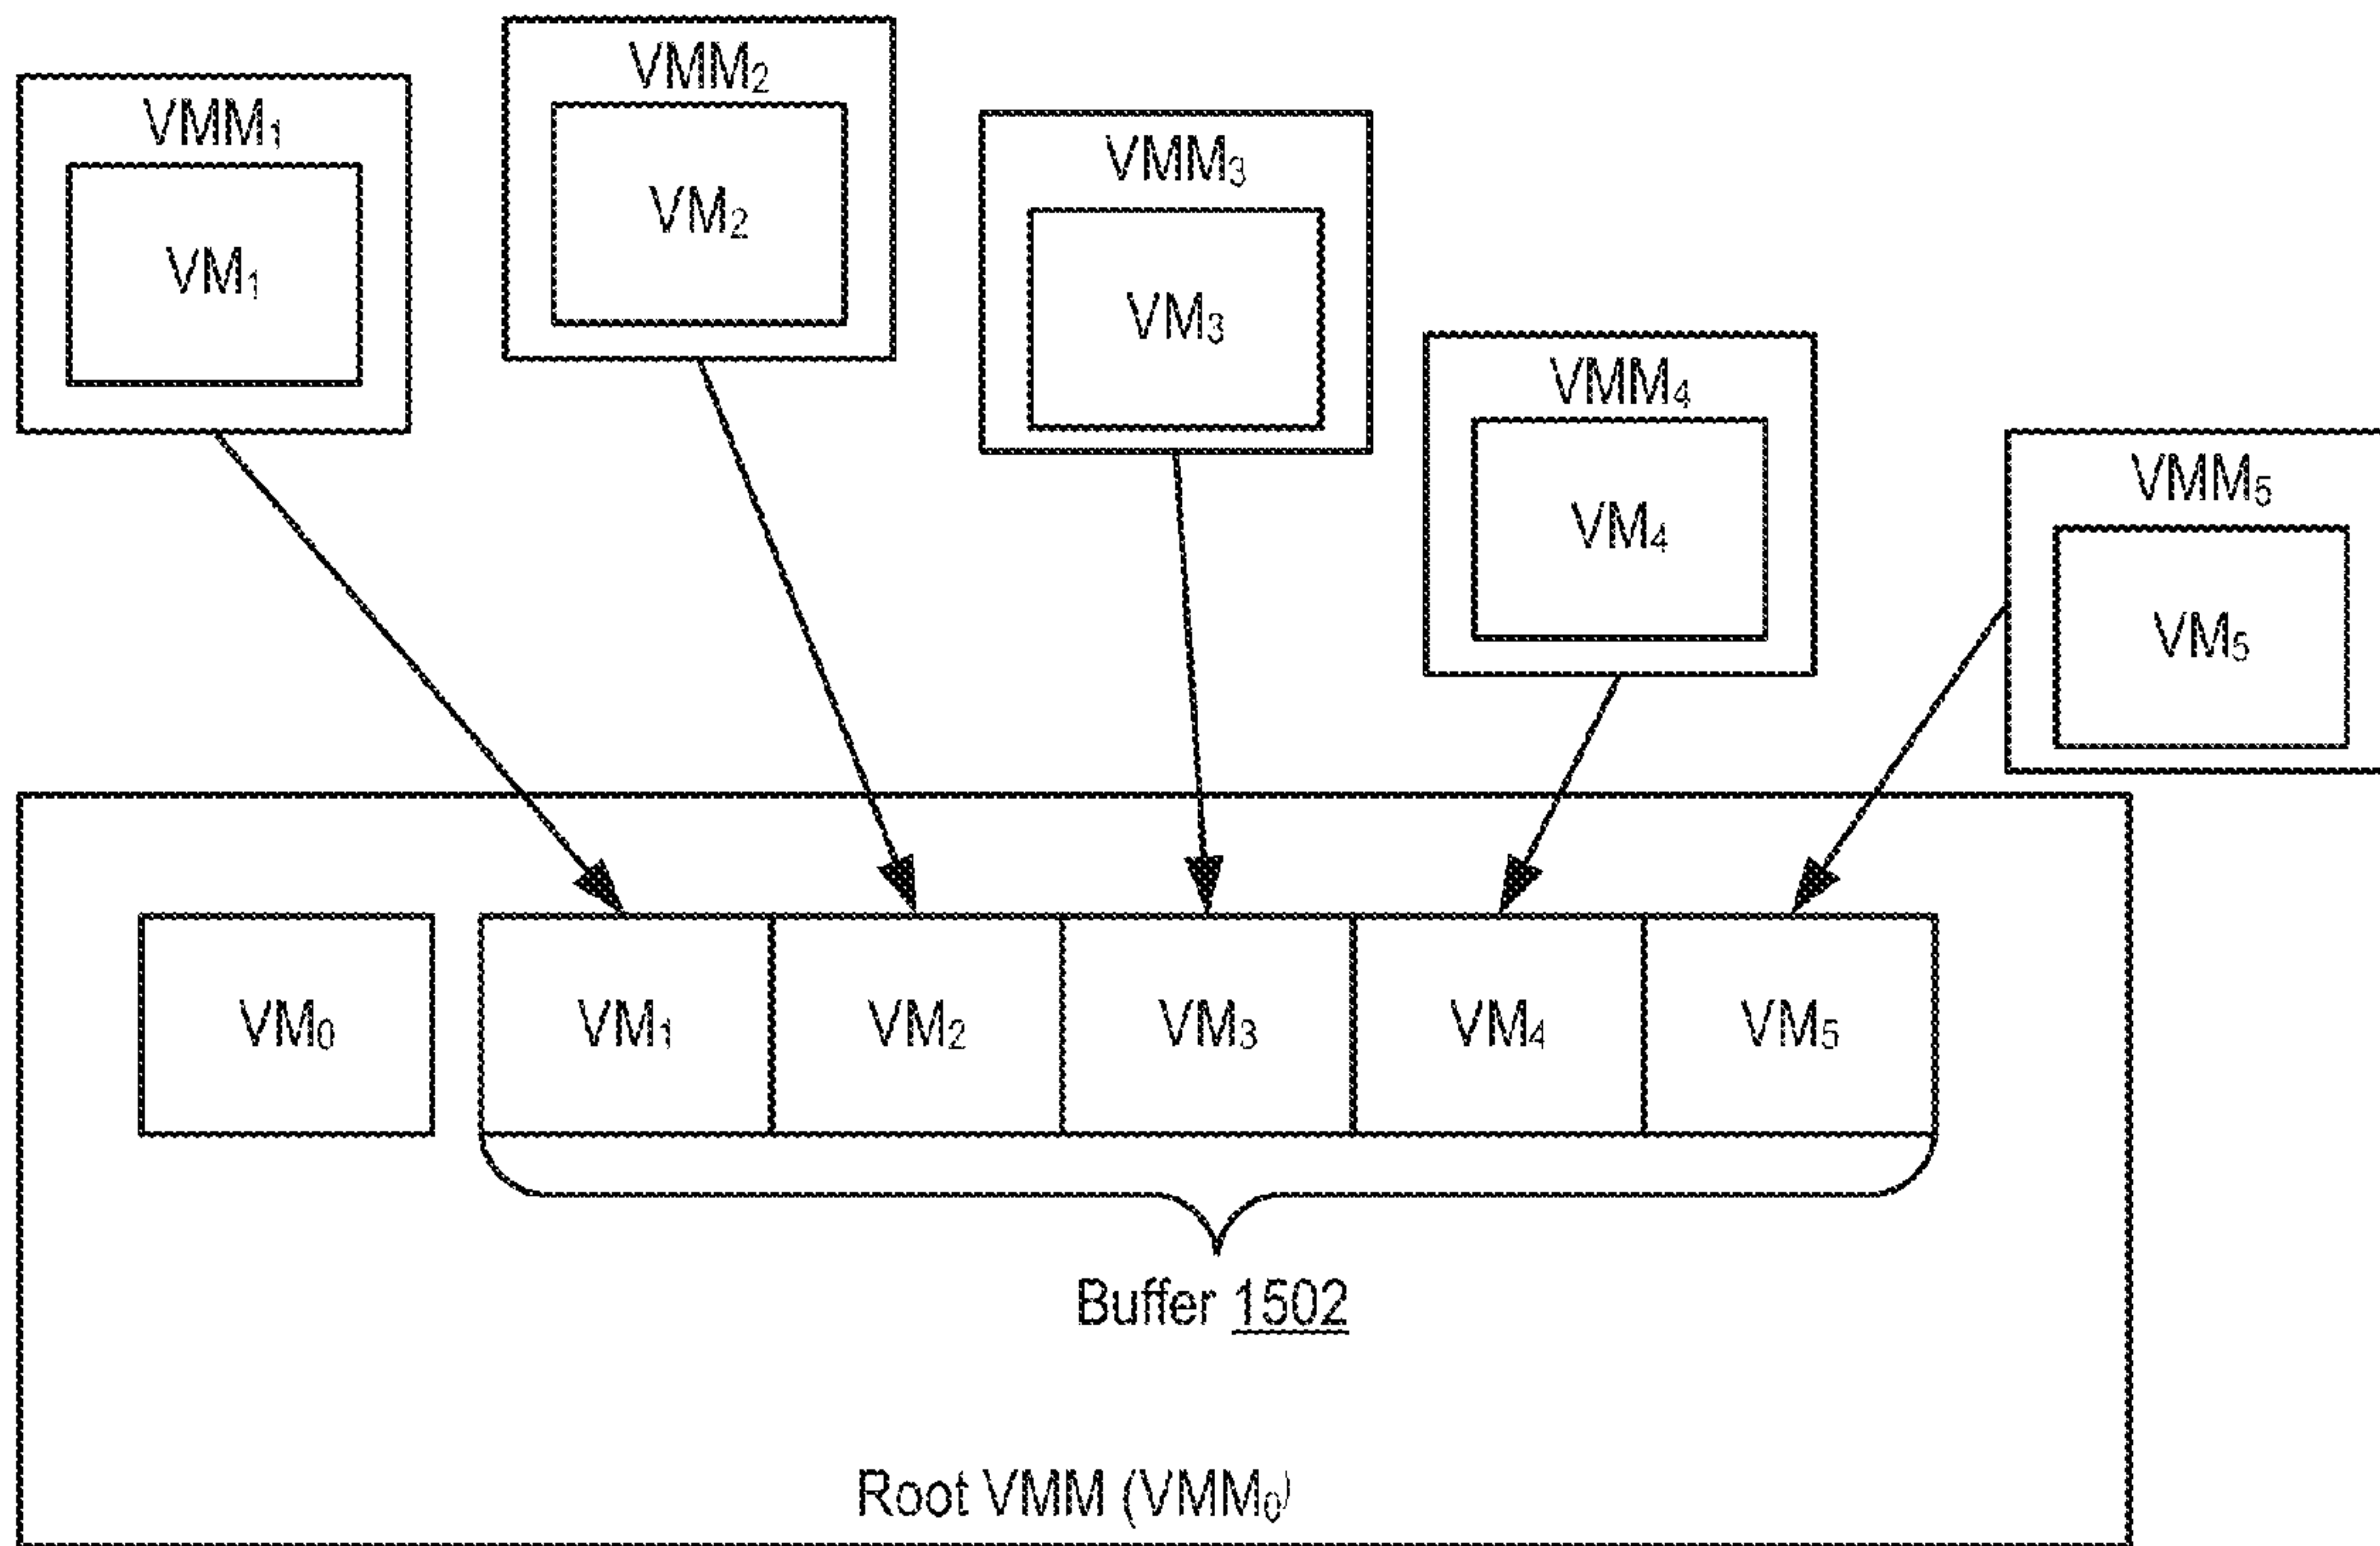 VMM₁
VM₁
VMM₂
VM₂
VMM₃
VM₃
VMM₄
VM₄
VMM₅
VM₅
VM₀ VM₁ VM₂ VM₃ VM₄ VM₅
Buffer 1502
Root VMM (VMM₀)